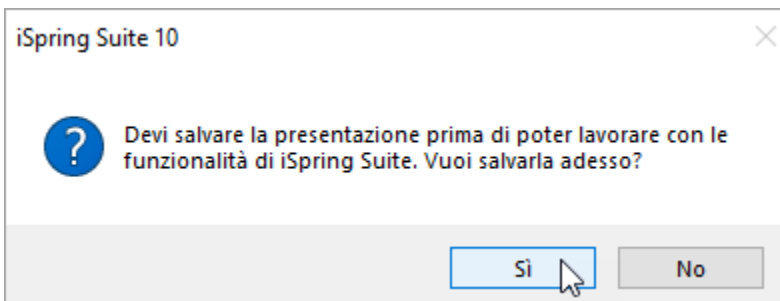 iSpring Suite 10
Devi salvare la presentazione prima di poter lavorare con le
funzionalità di iSpring Suite. Vuoi salvarla adesso?
Sì
No